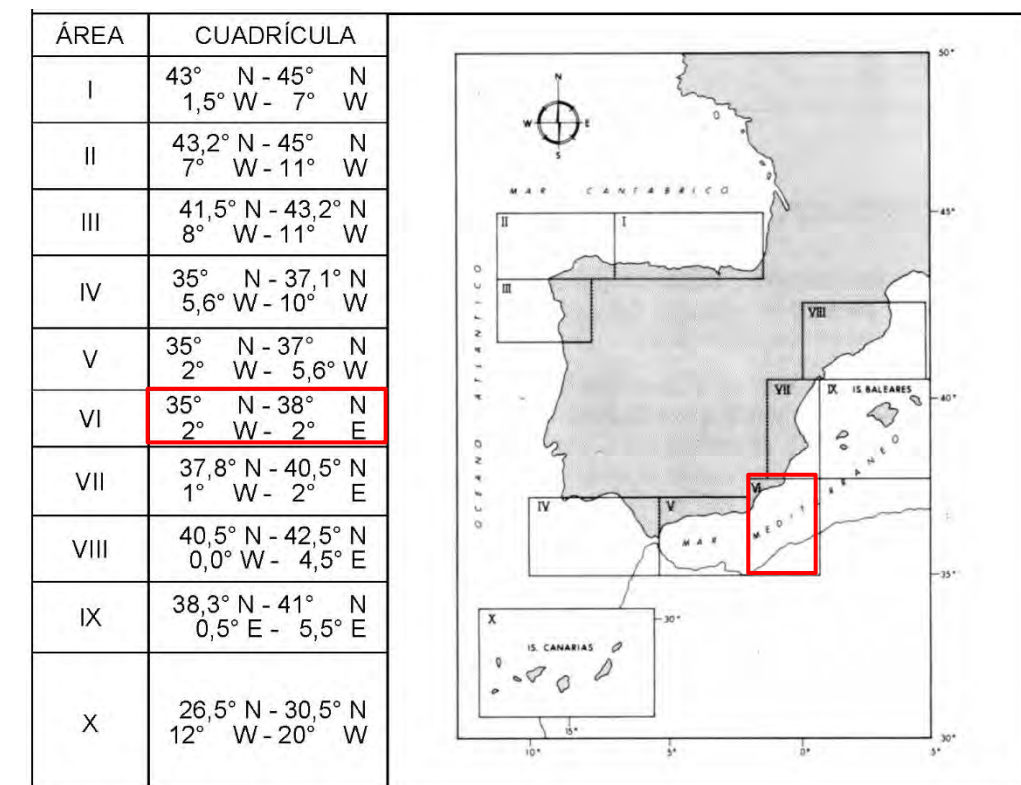 ÁREA CUADRÍCULA
I 43° N - 45° N
1,5° W - 7° W
II 43,2° N - 45° N
7° W - 11° W
III 41,5° N - 43,2° N
8° W - 11° W
IV 35° N - 37,1° N
5,6° W - 10° W
V 35° N - 37° N
2° W - 5,6° W
VI 35° N - 38° N
2° W - 2° E
VII 37,8° N - 40,5° N
1° W - 2° E
VIII 40,5° N - 42,5° N
0,0° W - 4,5° E
IX 38,3° N - 41° N
0,5° E - 5,5° E
X 26,5° N - 30,5° N
12° W - 20° W
50°
N
W E
S
MAR CANTABRICO
II I
45°
III
OCEANO ATLANTICO
VIII
VII IX IS. BALEARES
40°
VI
IV V
MAR MEDITERRANEO
35°
X
30°
IS. CANARIAS
15°
30°
10° 5° 0° 5°